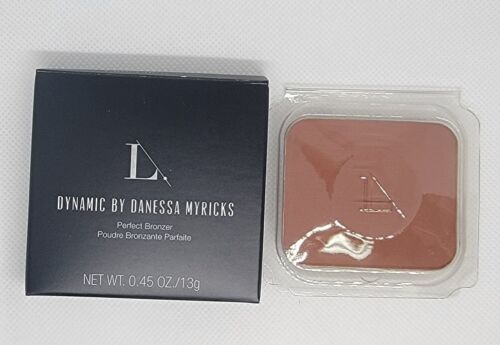 L
DYNAMIC BY DANESSA MYRICKS
Perfect Bronzer
Poudre Bronzante Parfaite
NET WT. 0.45 OZ./13g
L